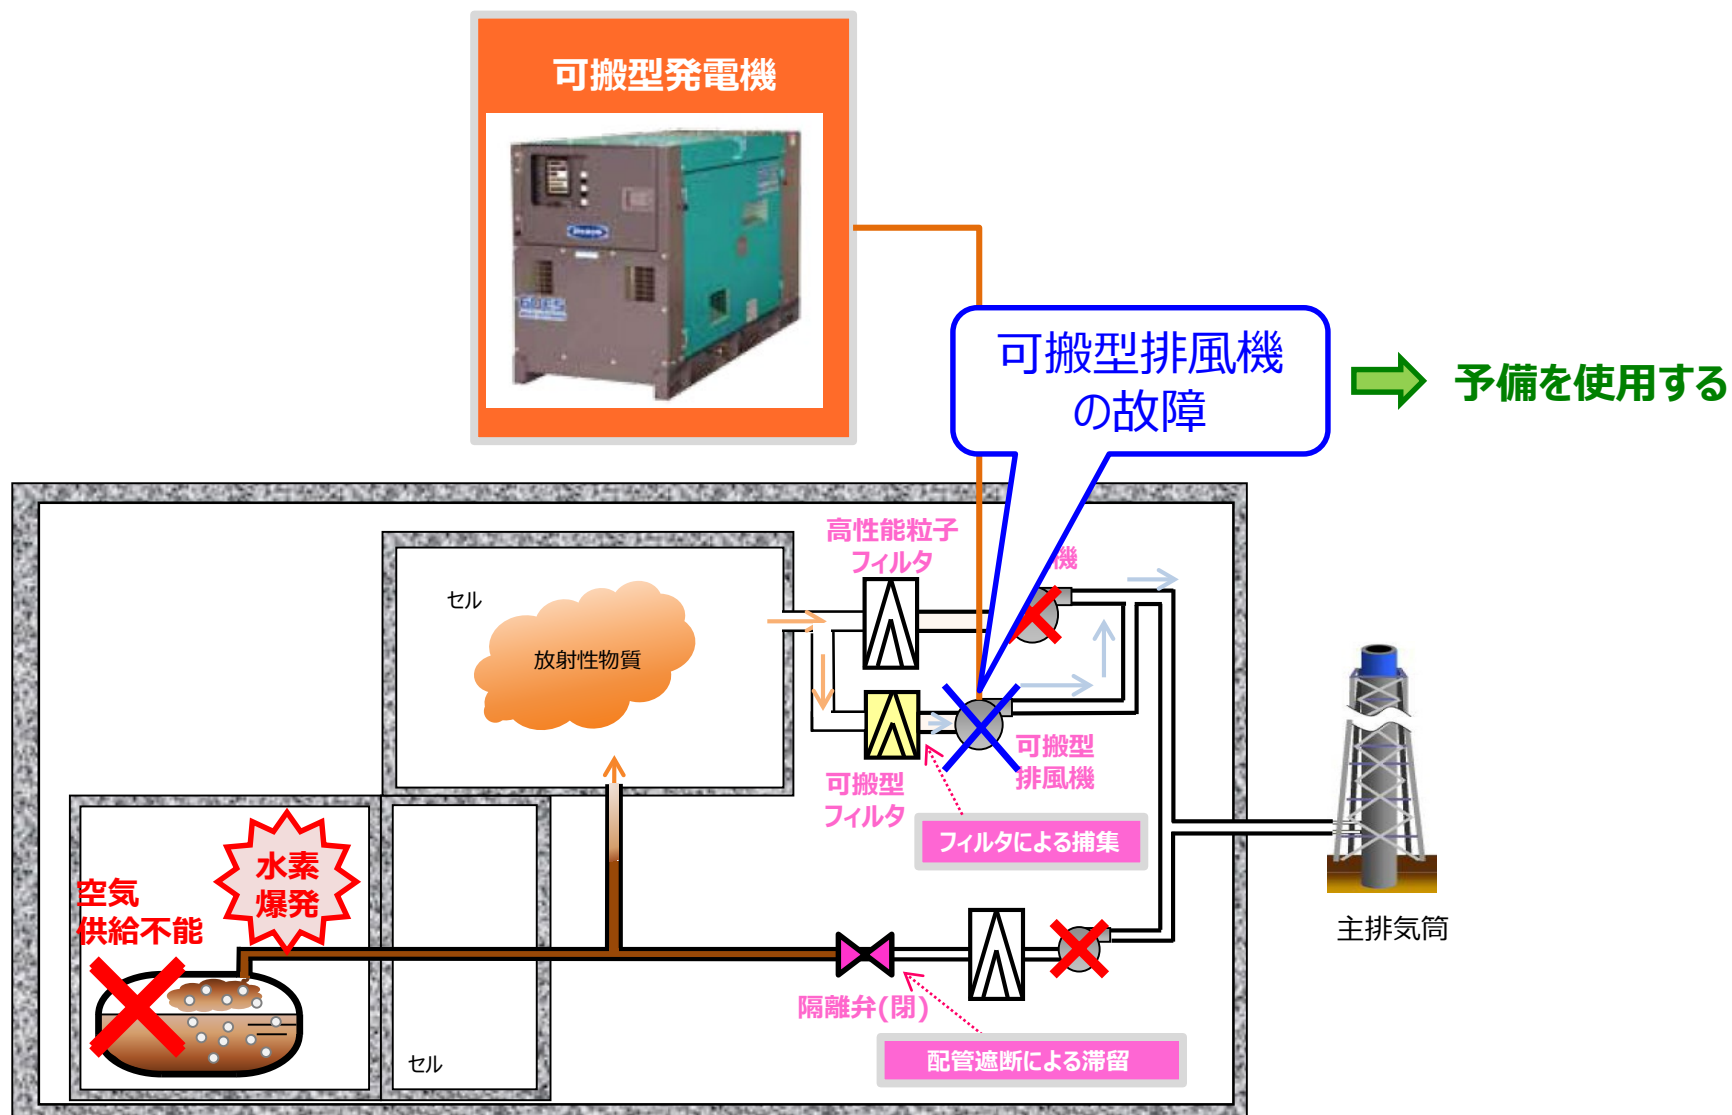 可搬型発電機
60ES
可搬型排風機
の故障
予備を使用する
高性能粒子
フィルタ
機
セル
放射性物質
可搬型
排風機
可搬型
フィルタ
フィルタによる捕集
水素
爆発
空気
供給不能
主排気筒
隔離弁(閉)
配管遮断による滞留
セル